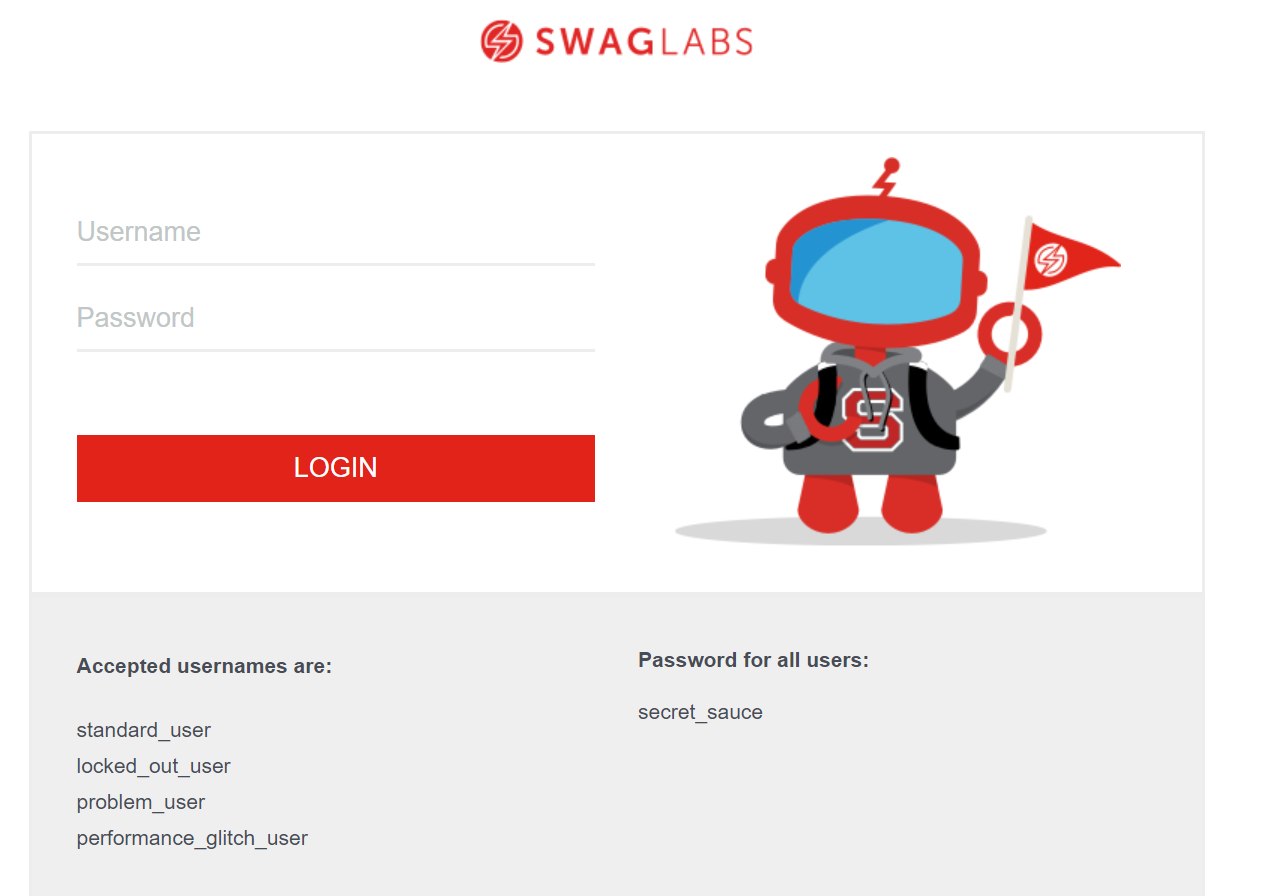 SWAGLABS
Username
Password
LOGIN
S
Accepted usernames are:
standard_user
locked_out_user
problem_user
performance_glitch_user
Password for all users:
secret_sauce